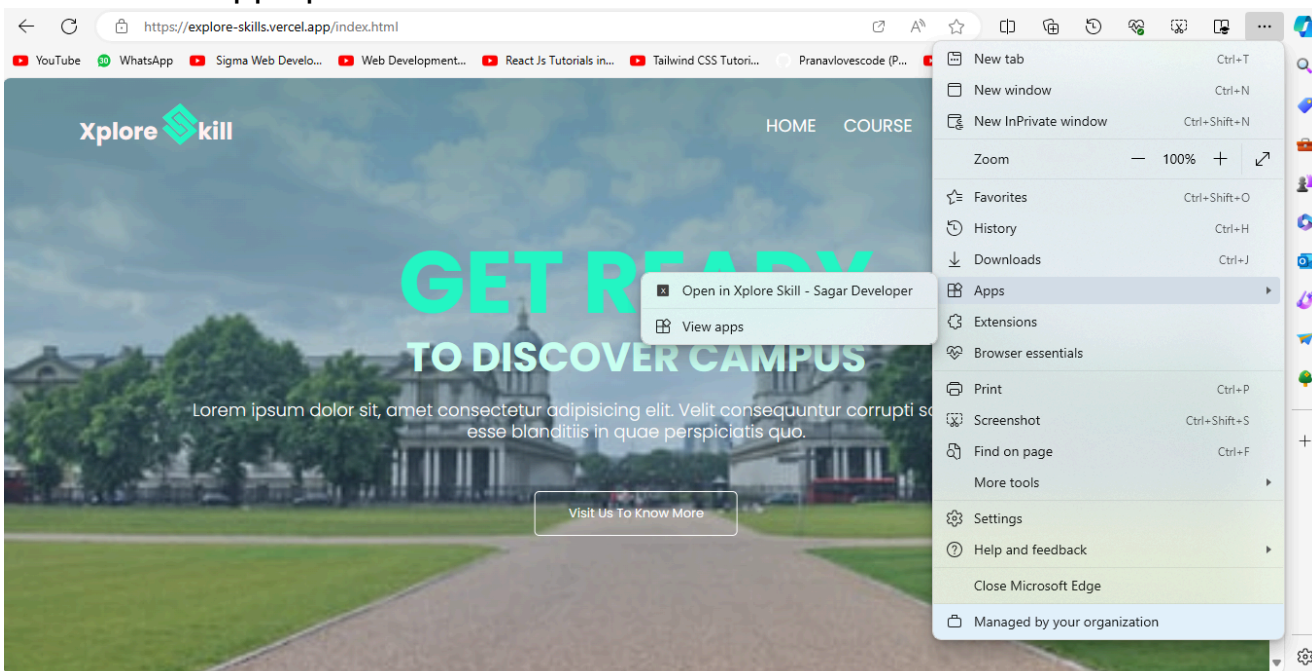 https://explore-skills.vercel.app/index.html
YouTube WhatsApp Sigma Web Develo... Web Development... React Js Tutorials in... Tailwind CSS Tutori... Pranavlovescode (P...
Xplore Skill
HOME COURSE
GET READY
TO DISCOVER CAMPUS
Lorem ipsum dolor sit, amet consectetur adipisicing elit. Velit consequuntur corrupti
esse blanditiis in quae perspiciatis quo.
Visit Us To Know More
Open in Xplore Skill - Sagar Developer
View apps
New tab Ctrl+T
New window Ctrl+N
New InPrivate window Ctrl+Shift+N
Zoom — 100% +
Favorites Ctrl+Shift+O
History Ctrl+H
Downloads Ctrl+J
Apps
Extensions
Browser essentials
Print Ctrl+P
Screenshot Ctrl+Shift+S
Find on page Ctrl+F
More tools
Settings
Help and feedback
Close Microsoft Edge
Managed by your organization